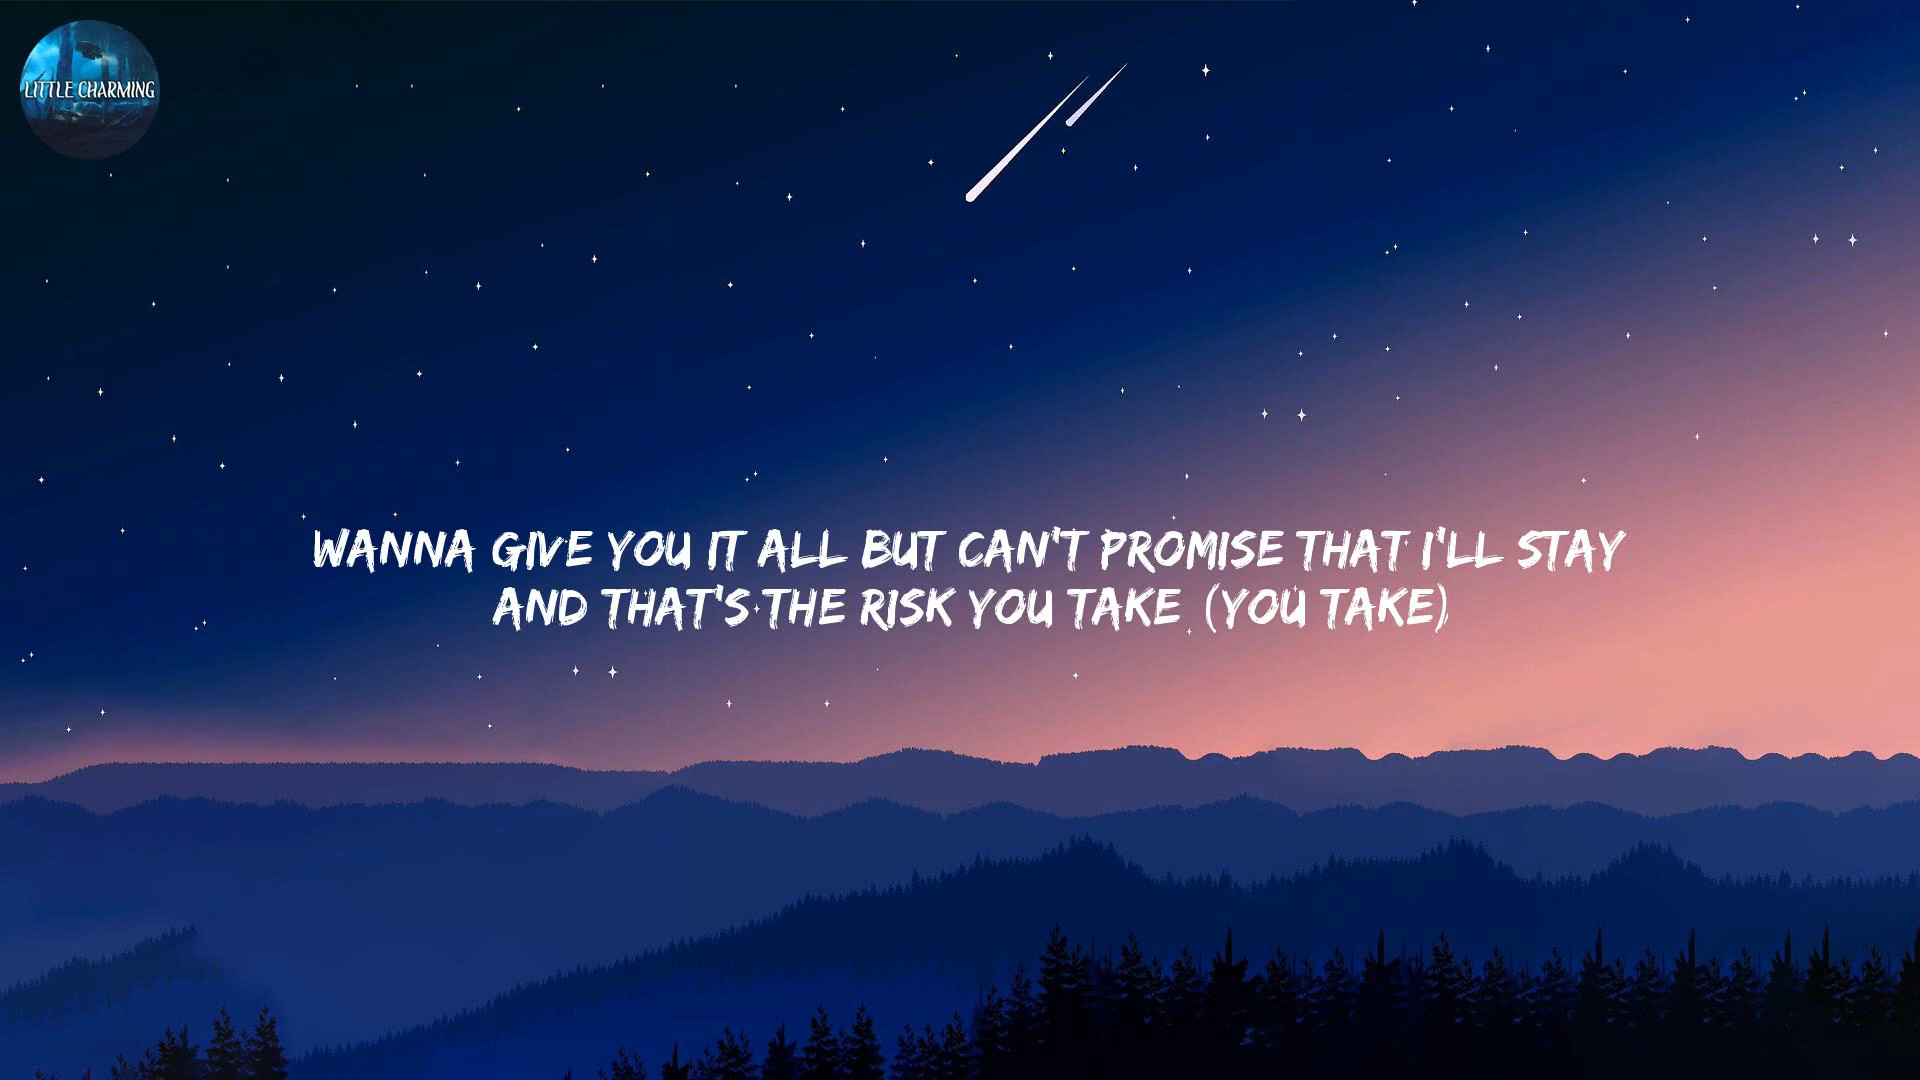 LITTLE CHARMING
WANNA GIVE YOU IT ALL BUT CAN'T PROMISE THAT I'LL STAY
AND THAT'S THE RISK YOU TAKE (YOU TAKE)